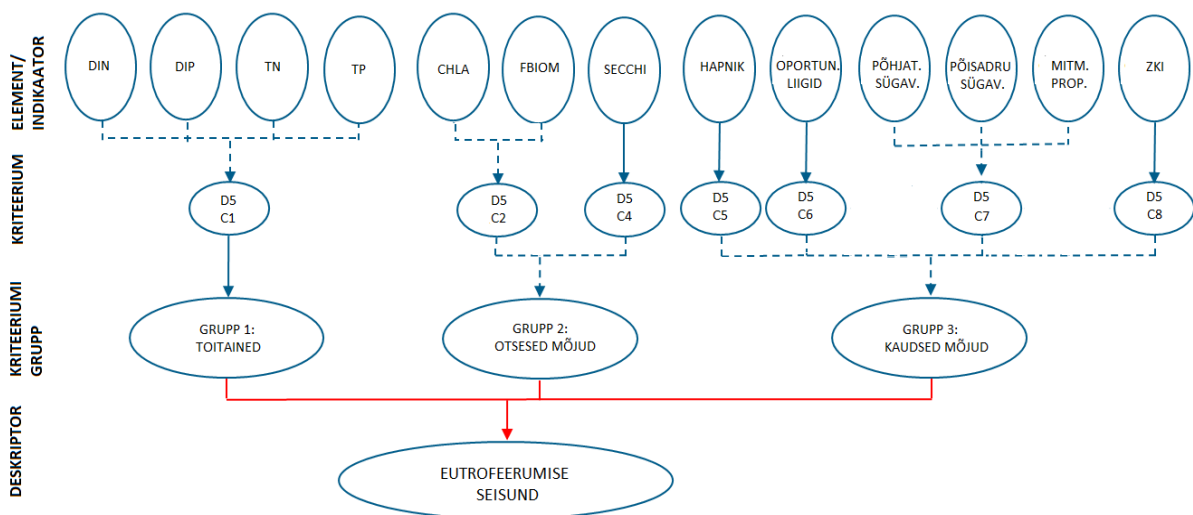 ELEMENT/
INDIKAATOR
DIN
DIP
TN
TP
CHLA
FBIOM
SECCHI
HAPNIK
OPORTUN.
LIIGID
PÕHJAT.
SÜGAV.
PÕISADRU
SÜGAV.
MITM.
PROP.
ZKI
KRITEERIUM
D5
C1
D5
C2
D5
C4
D5
C5
D5
C6
D5
C7
D5
C8
KRITEERIUMI
GRUPP
GRUPP 1:
TOITAINED
GRUPP 2:
OTSESED MÕJUD
GRUPP 3:
KAUDSED MÕJUD
DESKRIPTOR
EUTROFEERUMISE
SEISUND